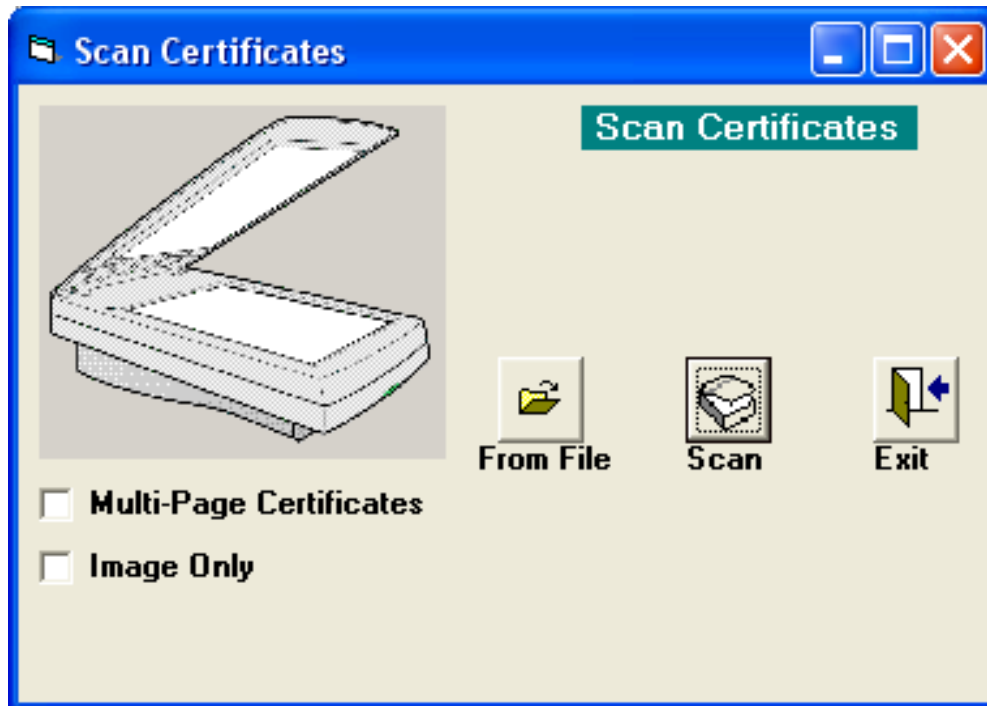 Scan Certificates
Scan Certificates
From File
Scan
Exit
Multi-Page Certificates
Image Only